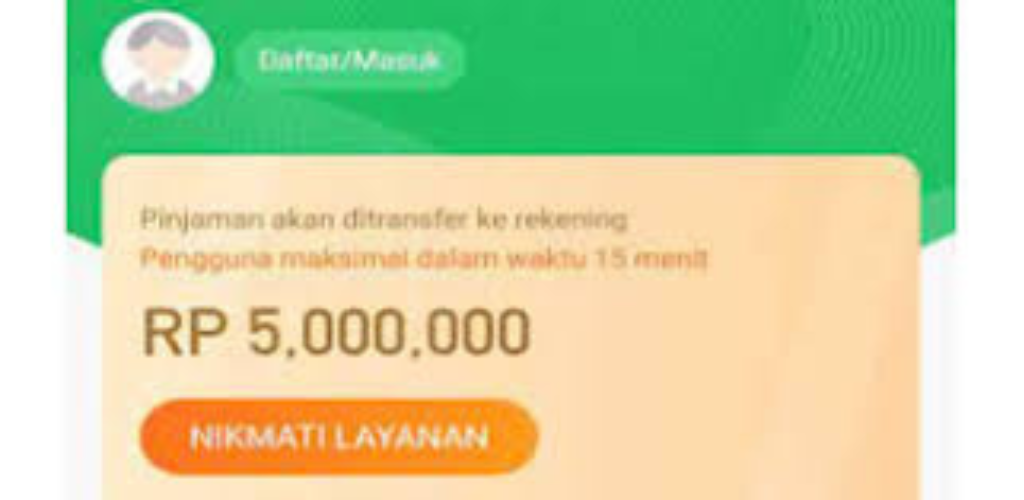 Daftar/Masuk
Pinjaman akan ditransfer ke rekening
Pengguna maksimal dalam waktu 15 menit
RP 5,000,000
NIKMATI LAYANAN